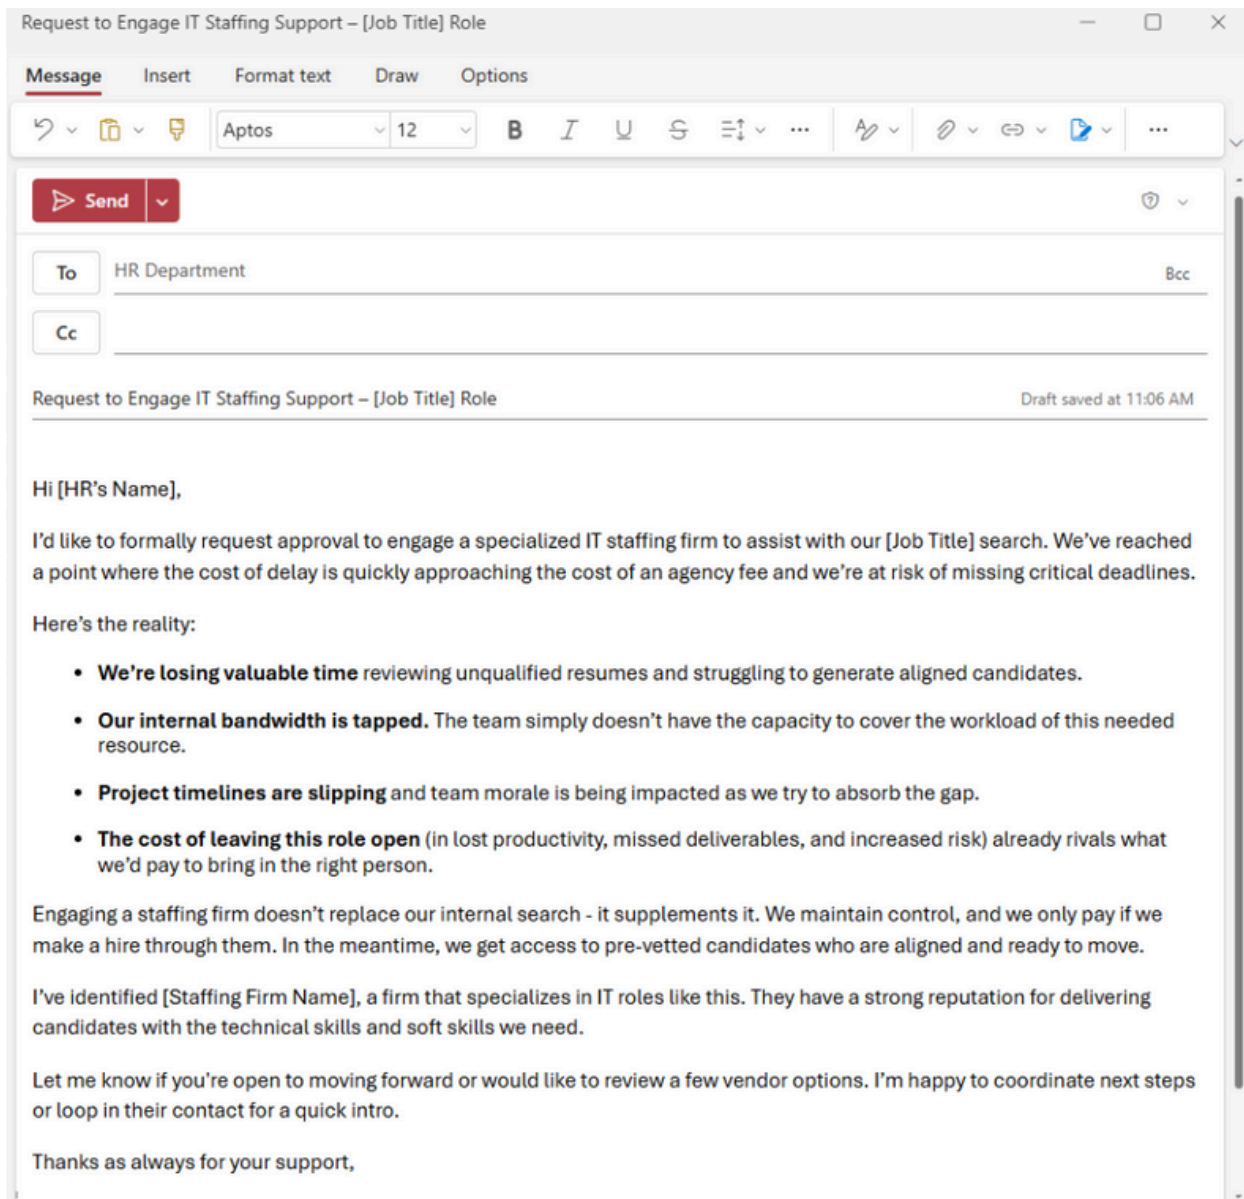 Request to Engage IT Staffing Support – [Job Title] Role
Message Insert Format text Draw Options
Aptos 12 B I U S
Send
To HR Department Bcc
Cc
Request to Engage IT Staffing Support – [Job Title] Role Draft saved at 11:06 AM
Hi [HR's Name],
I'd like to formally request approval to engage a specialized IT staffing firm to assist with our [Job Title] search. We've reached
a point where the cost of delay is quickly approaching the cost of an agency fee and we're at risk of missing critical deadlines.
Here's the reality:
• We're losing valuable time reviewing unqualified resumes and struggling to generate aligned candidates.
• Our internal bandwidth is tapped. The team simply doesn't have the capacity to cover the workload of this needed
resource.
• Project timelines are slipping and team morale is being impacted as we try to absorb the gap.
• The cost of leaving this role open (in lost productivity, missed deliverables, and increased risk) already rivals what
we'd pay to bring in the right person.
Engaging a staffing firm doesn't replace our internal search - it supplements it. We maintain control, and we only pay if we
make a hire through them. In the meantime, we get access to pre-vetted candidates who are aligned and ready to move.
I've identified [Staffing Firm Name], a firm that specializes in IT roles like this. They have a strong reputation for delivering
candidates with the technical skills and soft skills we need.
Let me know if you're open to moving forward or would like to review a few vendor options. I'm happy to coordinate next steps
or loop in their contact for a quick intro.
Thanks as always for your support,